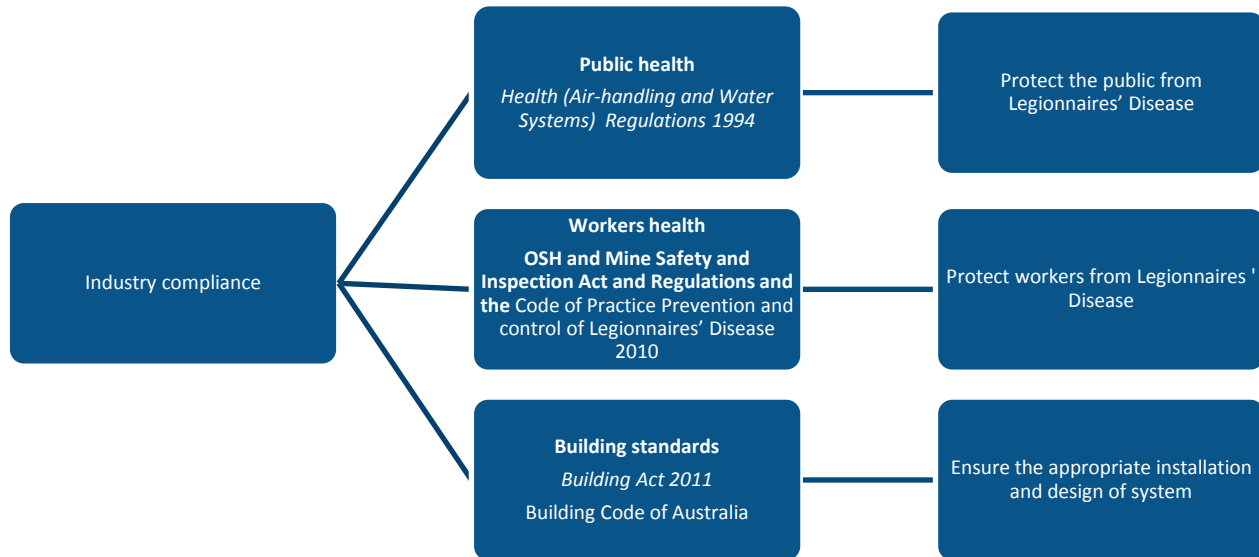 Industry compliance
Public health
Health (Air-handling and Water
Systems) Regulations 1994
Protect the public from
Legionnaires’ Disease
Workers health
OSH and Mine Safety and
Inspection Act and Regulations and
the Code of Practice Prevention and
control of Legionnaires’ Disease
2010
Protect workers from Legionnaires '
Disease
Building standards
Building Act 2011
Building Code of Australia
Ensure the appropriate installation
and design of system